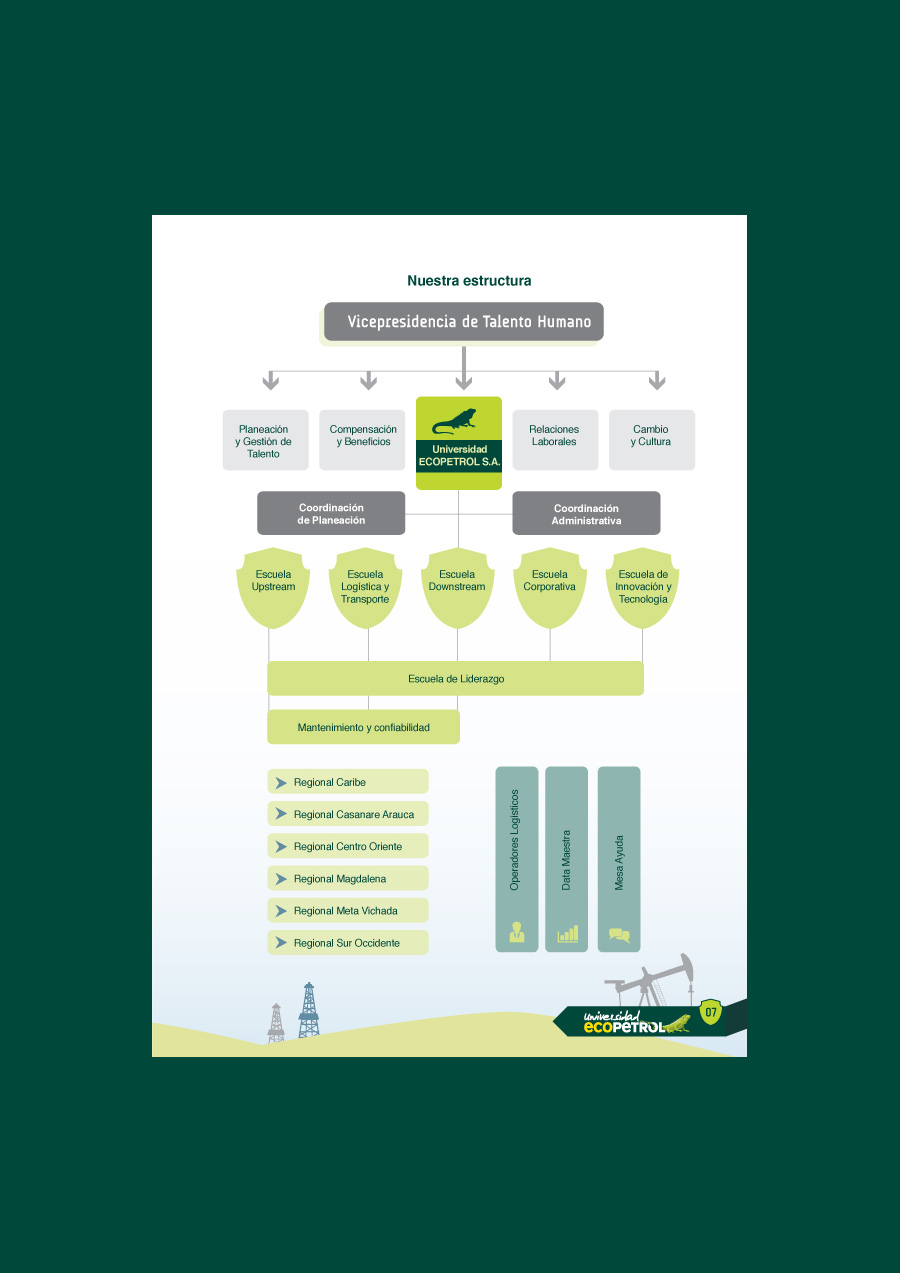 Nuestra estructura
Vicepresidencia de Talento Humano
Planeación
y Gestión de
Talento
Compensación
y Beneficios
Universidad
ECOPETROL S.A.
Relaciones
Laborales
Cambio
y Cultura
Coordinación
de Planeación
Coordinación
Administrativa
Escuela
Upstream
Escuela
Logística y
Transporte
Escuela
Downstream
Escuela
Corporativa
Escuela de
Innovación y
Tecnología
Escuela de Liderazgo
Mantenimiento y confiabilidad
Regional Caribe
Regional Casanare Arauca
Regional Centro Oriente
Regional Magdalena
Regional Meta Vichada
Regional Sur Occidente
Operadores Logísticos
Data Maestra
Mesa Ayuda
universidad
ecoPETROL
07